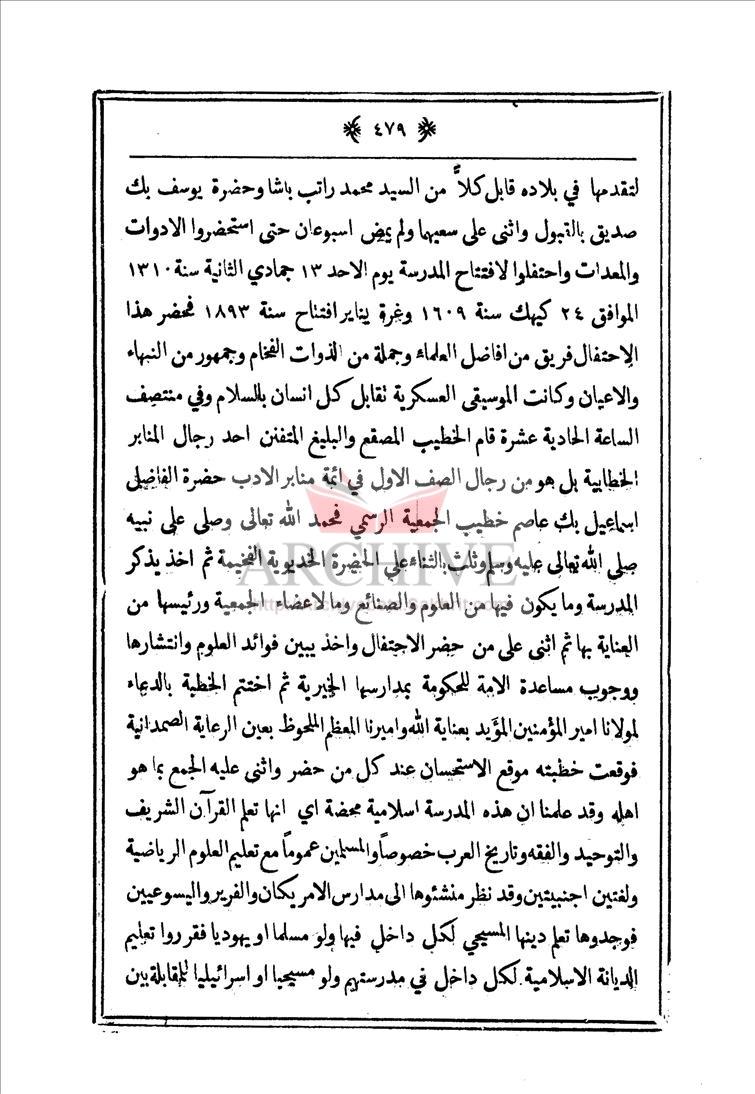 ﴿ ٤٧٩ ﴾
لتقدمها في بلاده قابل كلاً من السيد محمد راتب باشا وحضرة يوسف بك
صديق بالقبول واثنى على سعيهما ولم يمض اسبوعان حتى استحضروا الادوات
والمعدات واحتفلوا لافتتاح المدرسة يوم الاحد ١٣ جمادي الثانية سنة ١٣١٠
الموافق ٢٤ كيهك سنة ١٦٠٩ وغرة يناير افتتاح سنة ١٨٩٣ فحضر هذا
الاحتفال فريق من افاضل العلماء وجملة من الذوات الفخام وجمهور من النبهاء
والاعيان وكانت الموسيقى العسكرية تقابل كل انسان بالسلام وفي منتصف
الساعة الحادية عشرة قام الخطيب المصقع والبليغ المتفنن احد رجال المنابر
الخطابية بل هو من رجال الصف الاول في ائمة منابر الادب حضرة الفاضل
اسماعيل بك عاصم خطيب الجمعية الرسمي فحمد الله تعالى وصلى على نبيه
صلى الله تعالى عليه وسلم وثلث بالثناء على الحضرة الخديوية الفخيمة ثم اخذ يذكر
المدرسة وما يكون فيها من العلوم والصنائع وما لاعضاء الجمعية ورئيسها من
العناية بها ثم اثنى على من حضر الاحتفال واخذ يبين فوائد العلوم وانتشارها
ووجوب مساعدة الامة للحكومة بمدارسها الخيرية ثم اختتم الخطبة بالدعاء
لمولانا امير المؤمنين المؤيد بعناية الله واميرنا المعظم الملحوظ بعين الرعاية الصمدانية
فوقعت خطبته موقع الاستحسان عند كل من حضر واثنى عليه الجمع بما هو
اهله وقد علمنا ان هذه المدرسة اسلامية محضة اي انها تعلم القرآن الشريف
والتوحيد والفقه وتاريخ العرب خصوصاً والمسلمين عموماً مع تعليم العلوم الرياضية
ولغتين اجنبيتين وقد نظر منشئوها الى مدارس الامريكان والفرير واليسوعيين
فوجدوها تعلم دينها المسيحي لكل داخل فيها ولو مسلما او يهوديا فقرروا تعليم
الديانة الاسلامية لكل داخل في مدرستهم ولو مسيحيا او اسرائيليا للمقابلة بين
ARCHIVE